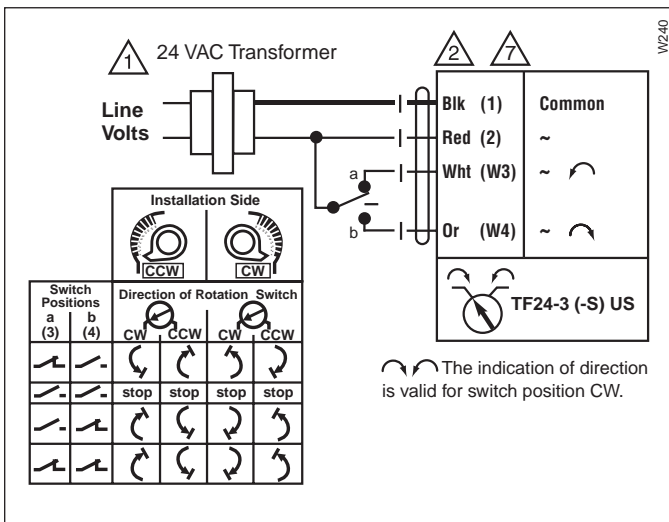 W240
1 24 VAC Transformer
2 7
Line
Volts
Blk (1) Common
Red (2) ~
a Wht (W3) ~
b Or (W4) ~
TF24-3 (-S) US
The indication of direction
is valid for switch position CW.
Installation Side
CCW CW
Switch
Positions
a b
(3) (4)
Direction of Rotation Switch
CW CCW CW CCW
stop stop stop stop